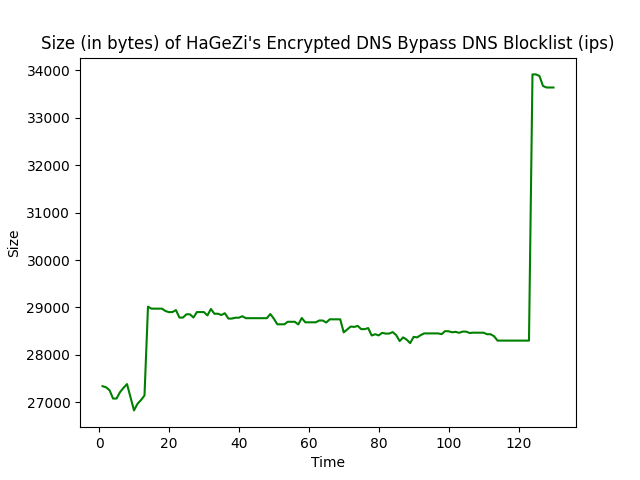 Size (in bytes) of HaGeZi's Encrypted DNS Bypass DNS Blocklist (ips)
34000
33000
32000
31000
30000
29000
28000
27000
Size
0 20 40 60 80 100 120
Time